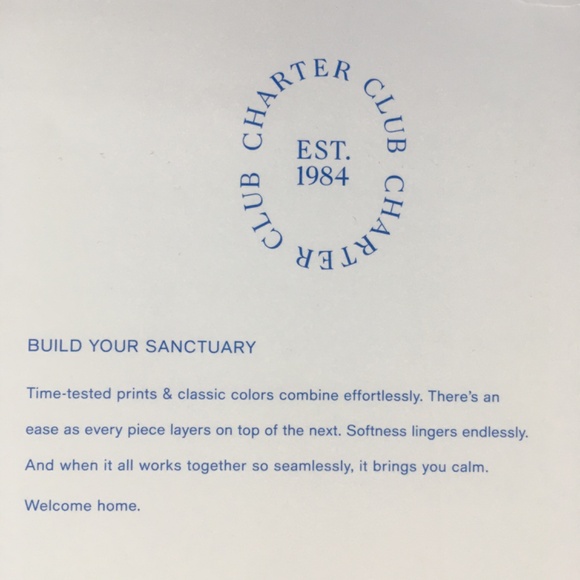 CHARTER CLUB CHARTER CLUB
EST.
1984
BUILD YOUR SANCTUARY
Time-tested prints & classic colors combine effortlessly. There's an
ease as every piece layers on top of the next. Softness lingers endlessly.
And when it all works together so seamlessly, it brings you calm.
Welcome home.